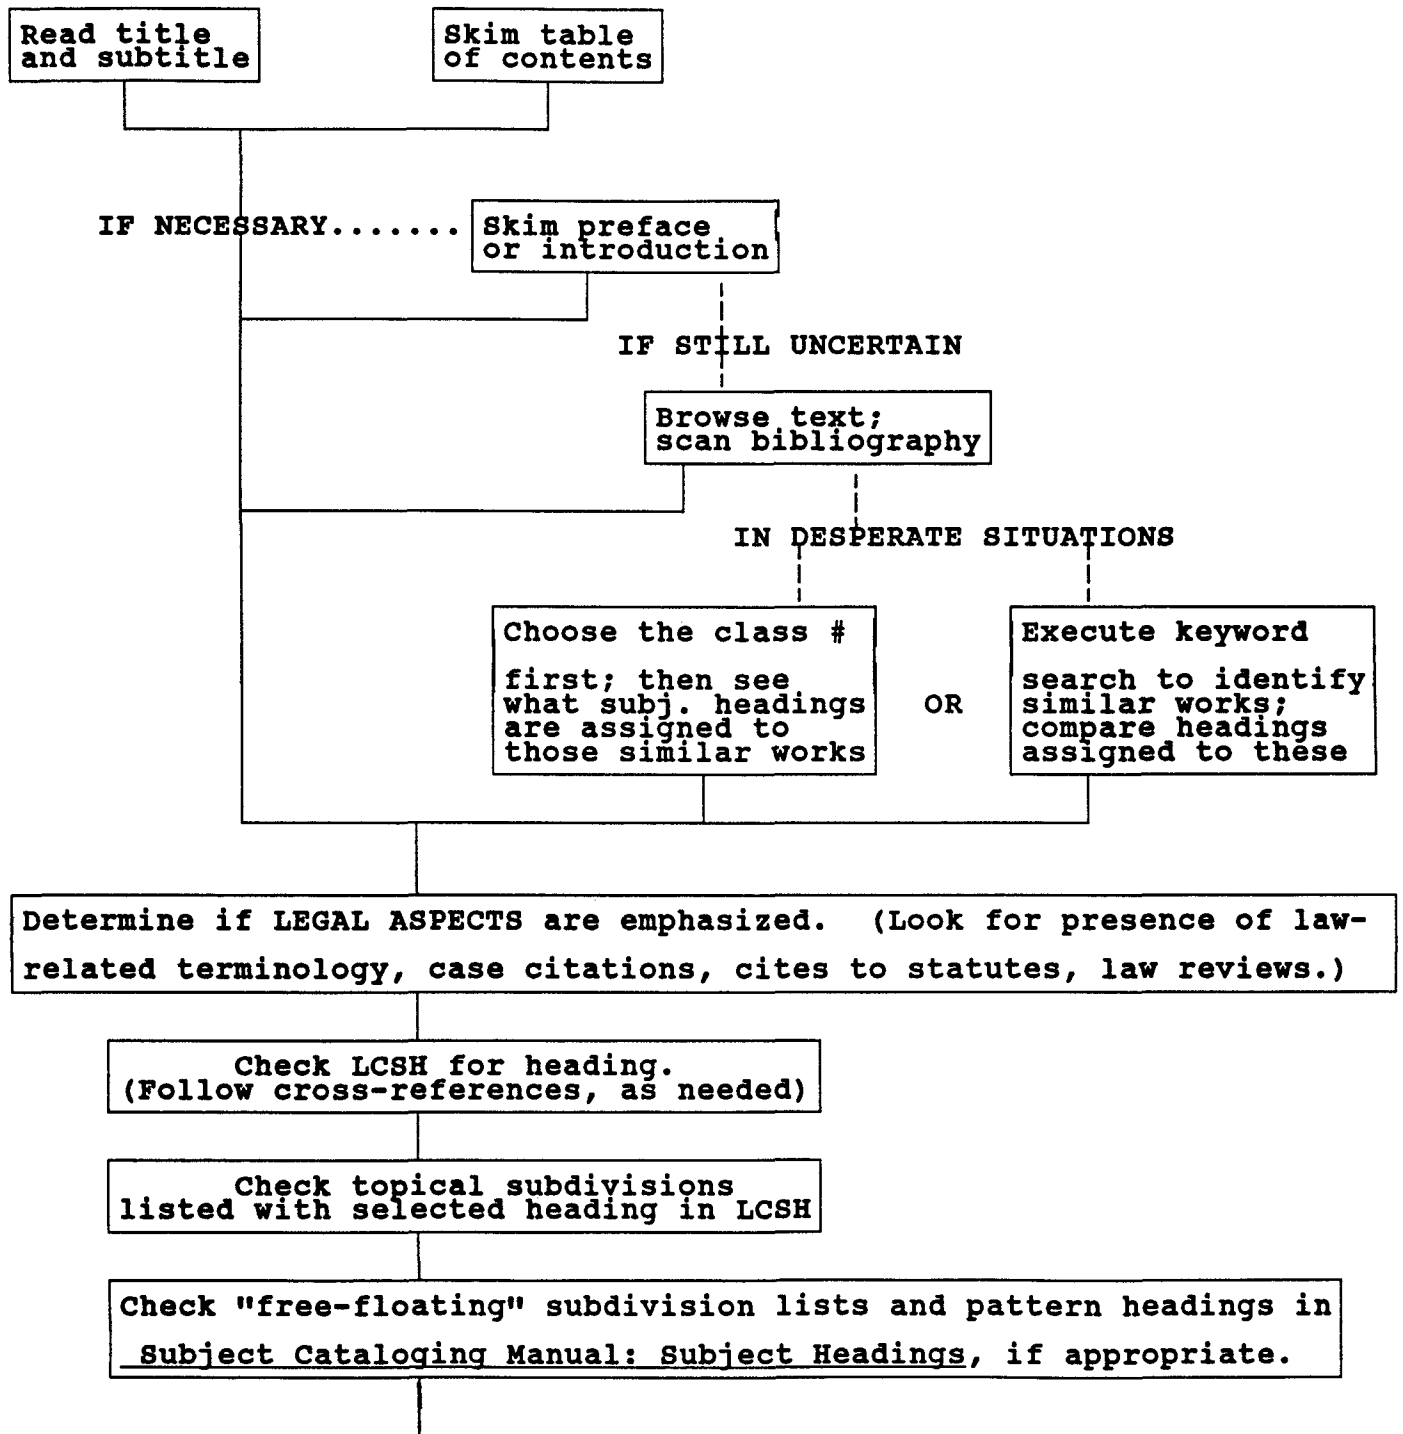 Read title
and subtitle
Skim table
of contents
IF NECESSARY.......
Skim preface
or introduction
IF STILL UNCERTAIN
Browse text;
scan bibliography
IN DESPERATE SITUATIONS
Choose the class #
first; then see
what subj. headings
are assigned to
those similar works
OR
Execute keyword
search to identify
similar works;
compare headings
assigned to these
Determine if LEGAL ASPECTS are emphasized. (Look for presence of law-
related terminology, case citations, cites to statutes, law reviews.)
Check LCSH for heading.
(Follow cross-references, as needed)
Check topical subdivisions
listed with selected heading in LCSH
Check "free-floating" subdivision lists and pattern headings in
Subject Cataloging Manual: Subject Headings, if appropriate.